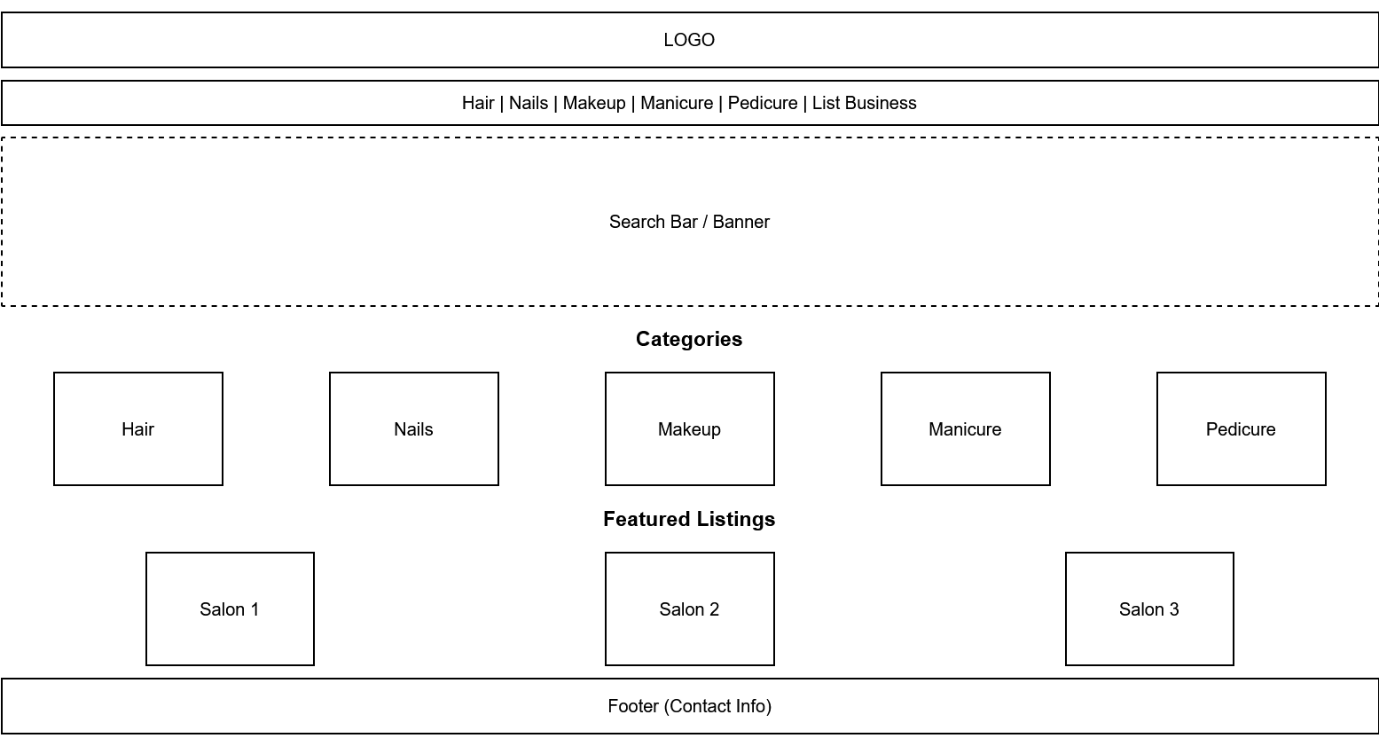 LOGO
Hair | Nails | Makeup | Manicure | Pedicure | List Business
Search Bar / Banner
Categories
Hair
Nails
Makeup
Manicure
Pedicure
Featured Listings
Salon 1
Salon 2
Salon 3
Footer (Contact Info)